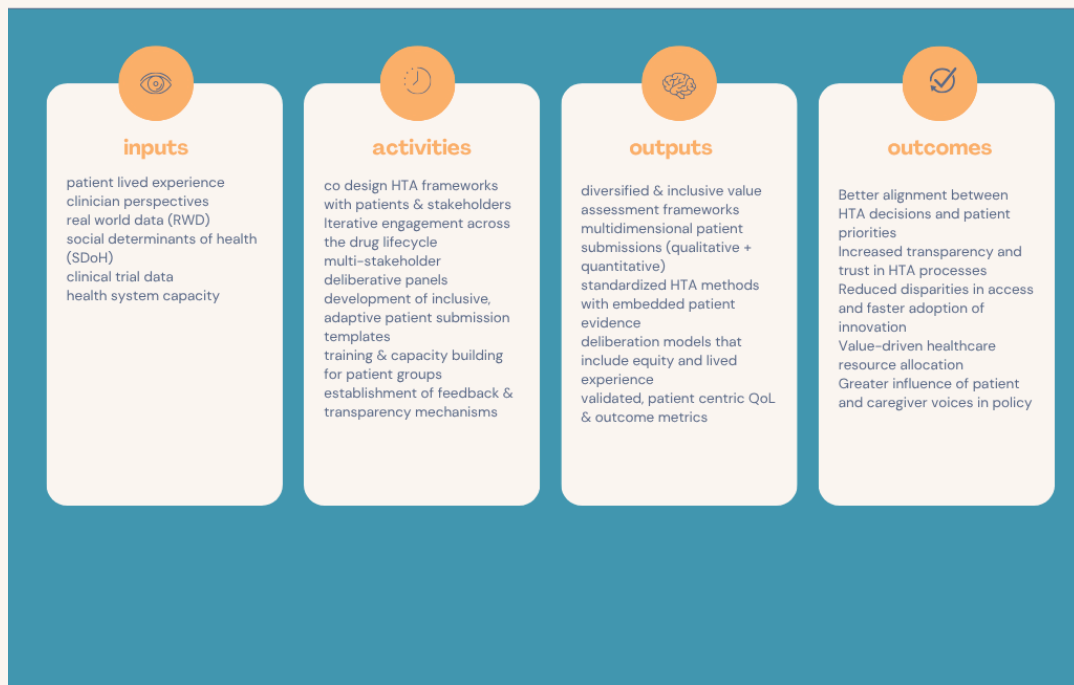 inputs
patient lived experience
clinician perspectives
real world data (RWD)
social determinants of health
(SDoH)
clinical trial data
health system capacity
activities
co design HTA frameworks
with patients & stakeholders
Iterative engagement across
the drug lifecycle
multi-stakeholder
deliberative panels
development of inclusive,
adaptive patient submission
templates
training & capacity building
for patient groups
establishment of feedback &
transparency mechanisms
outputs
diversified & inclusive value
assessment frameworks
multidimensional patient
submissions (qualitative +
quantitative)
standardized HTA methods
with embedded patient
evidence
deliberation models that
include equity and lived
experience
validated, patient centric QoL
& outcome metrics
outcomes
Better alignment between
HTA decisions and patient
priorities
Increased transparency and
trust in HTA processes
Reduced disparities in access
and faster adoption of
innovation
Value-driven healthcare
resource allocation
Greater influence of patient
and caregiver voices in policy